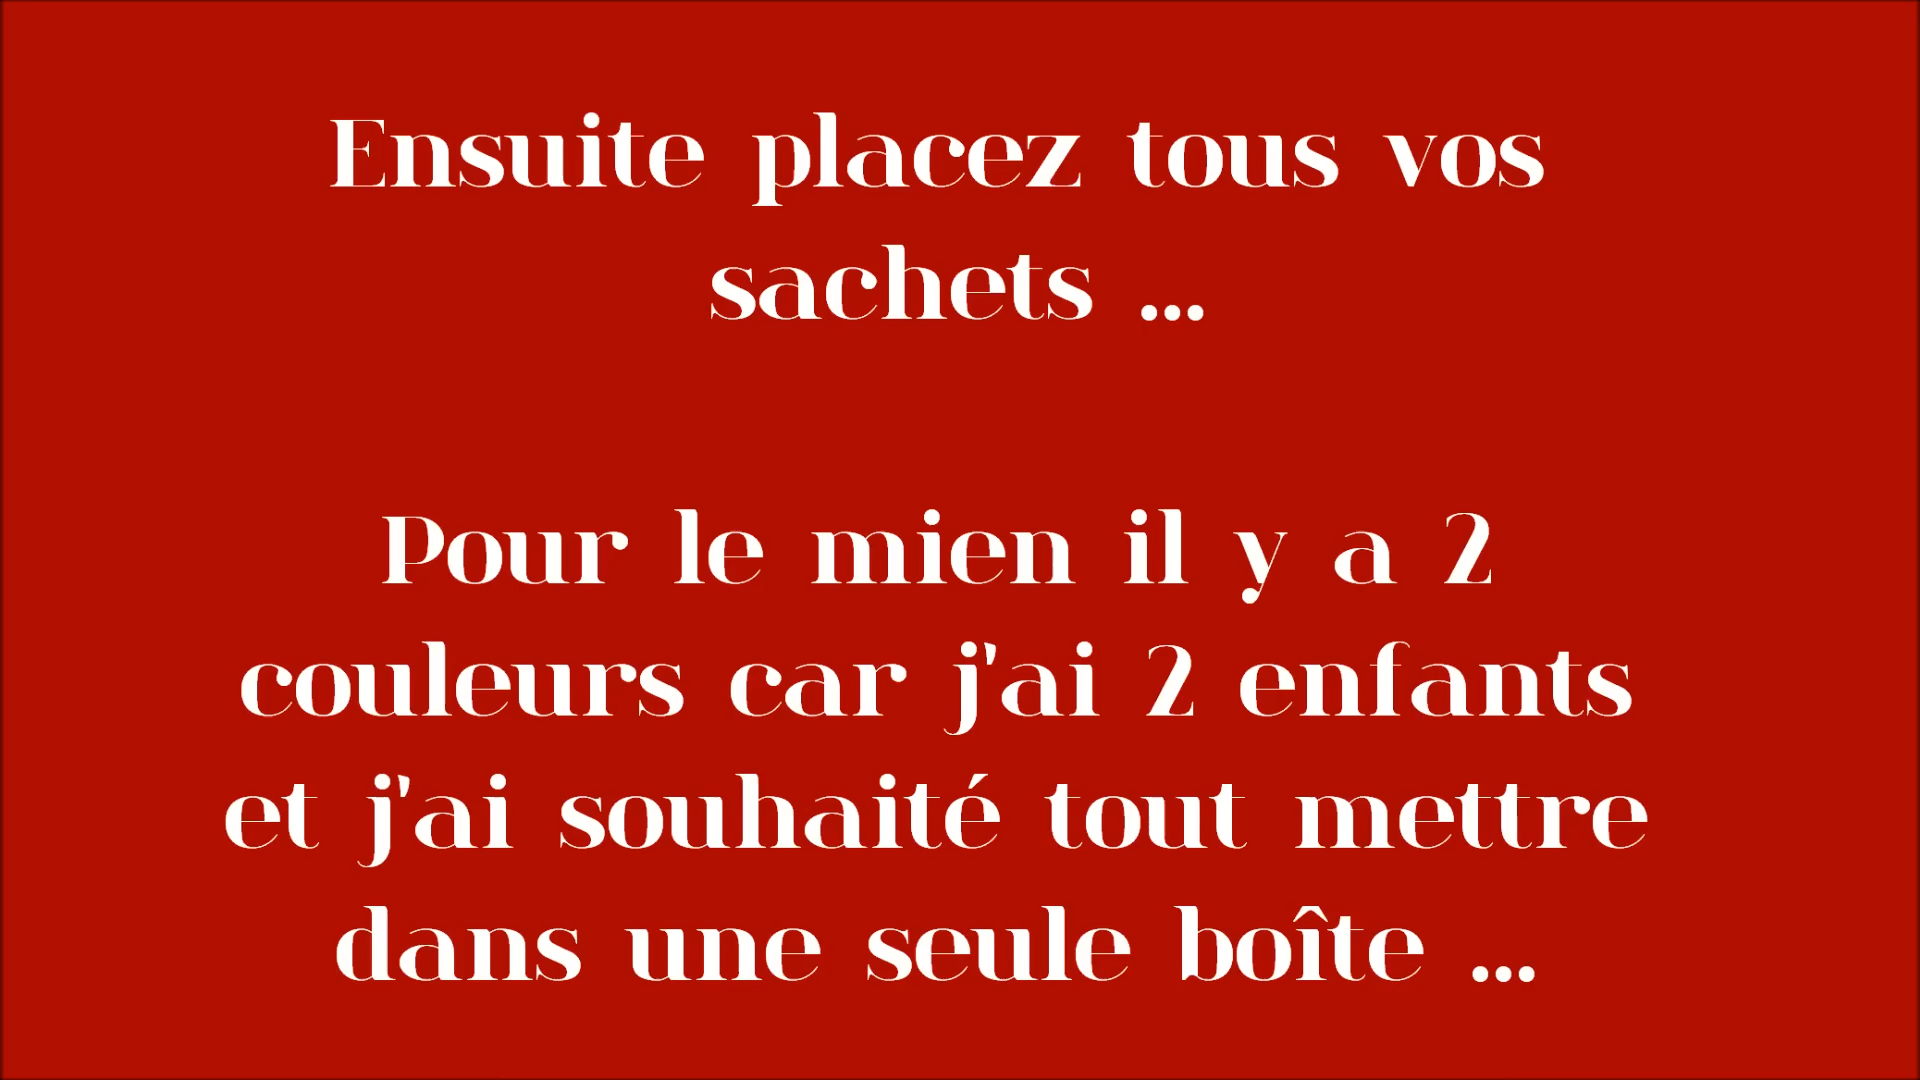 Ensuite placez tous vos
sachets ...
Pour le mien il y a 2
couleurs car j'ai 2 enfants
et j'ai souhaité tout mettre
dans une seule boîte ...